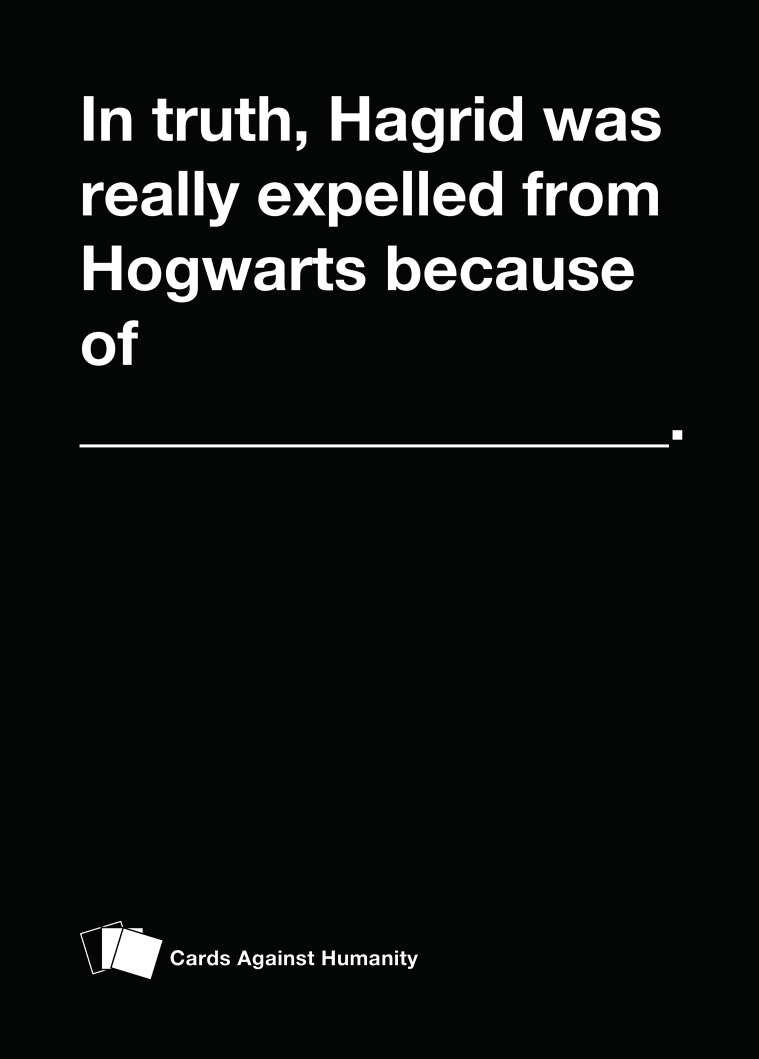 In truth, Hagrid was
really expelled from
Hogwarts because
of
____________________.
Cards Against Humanity